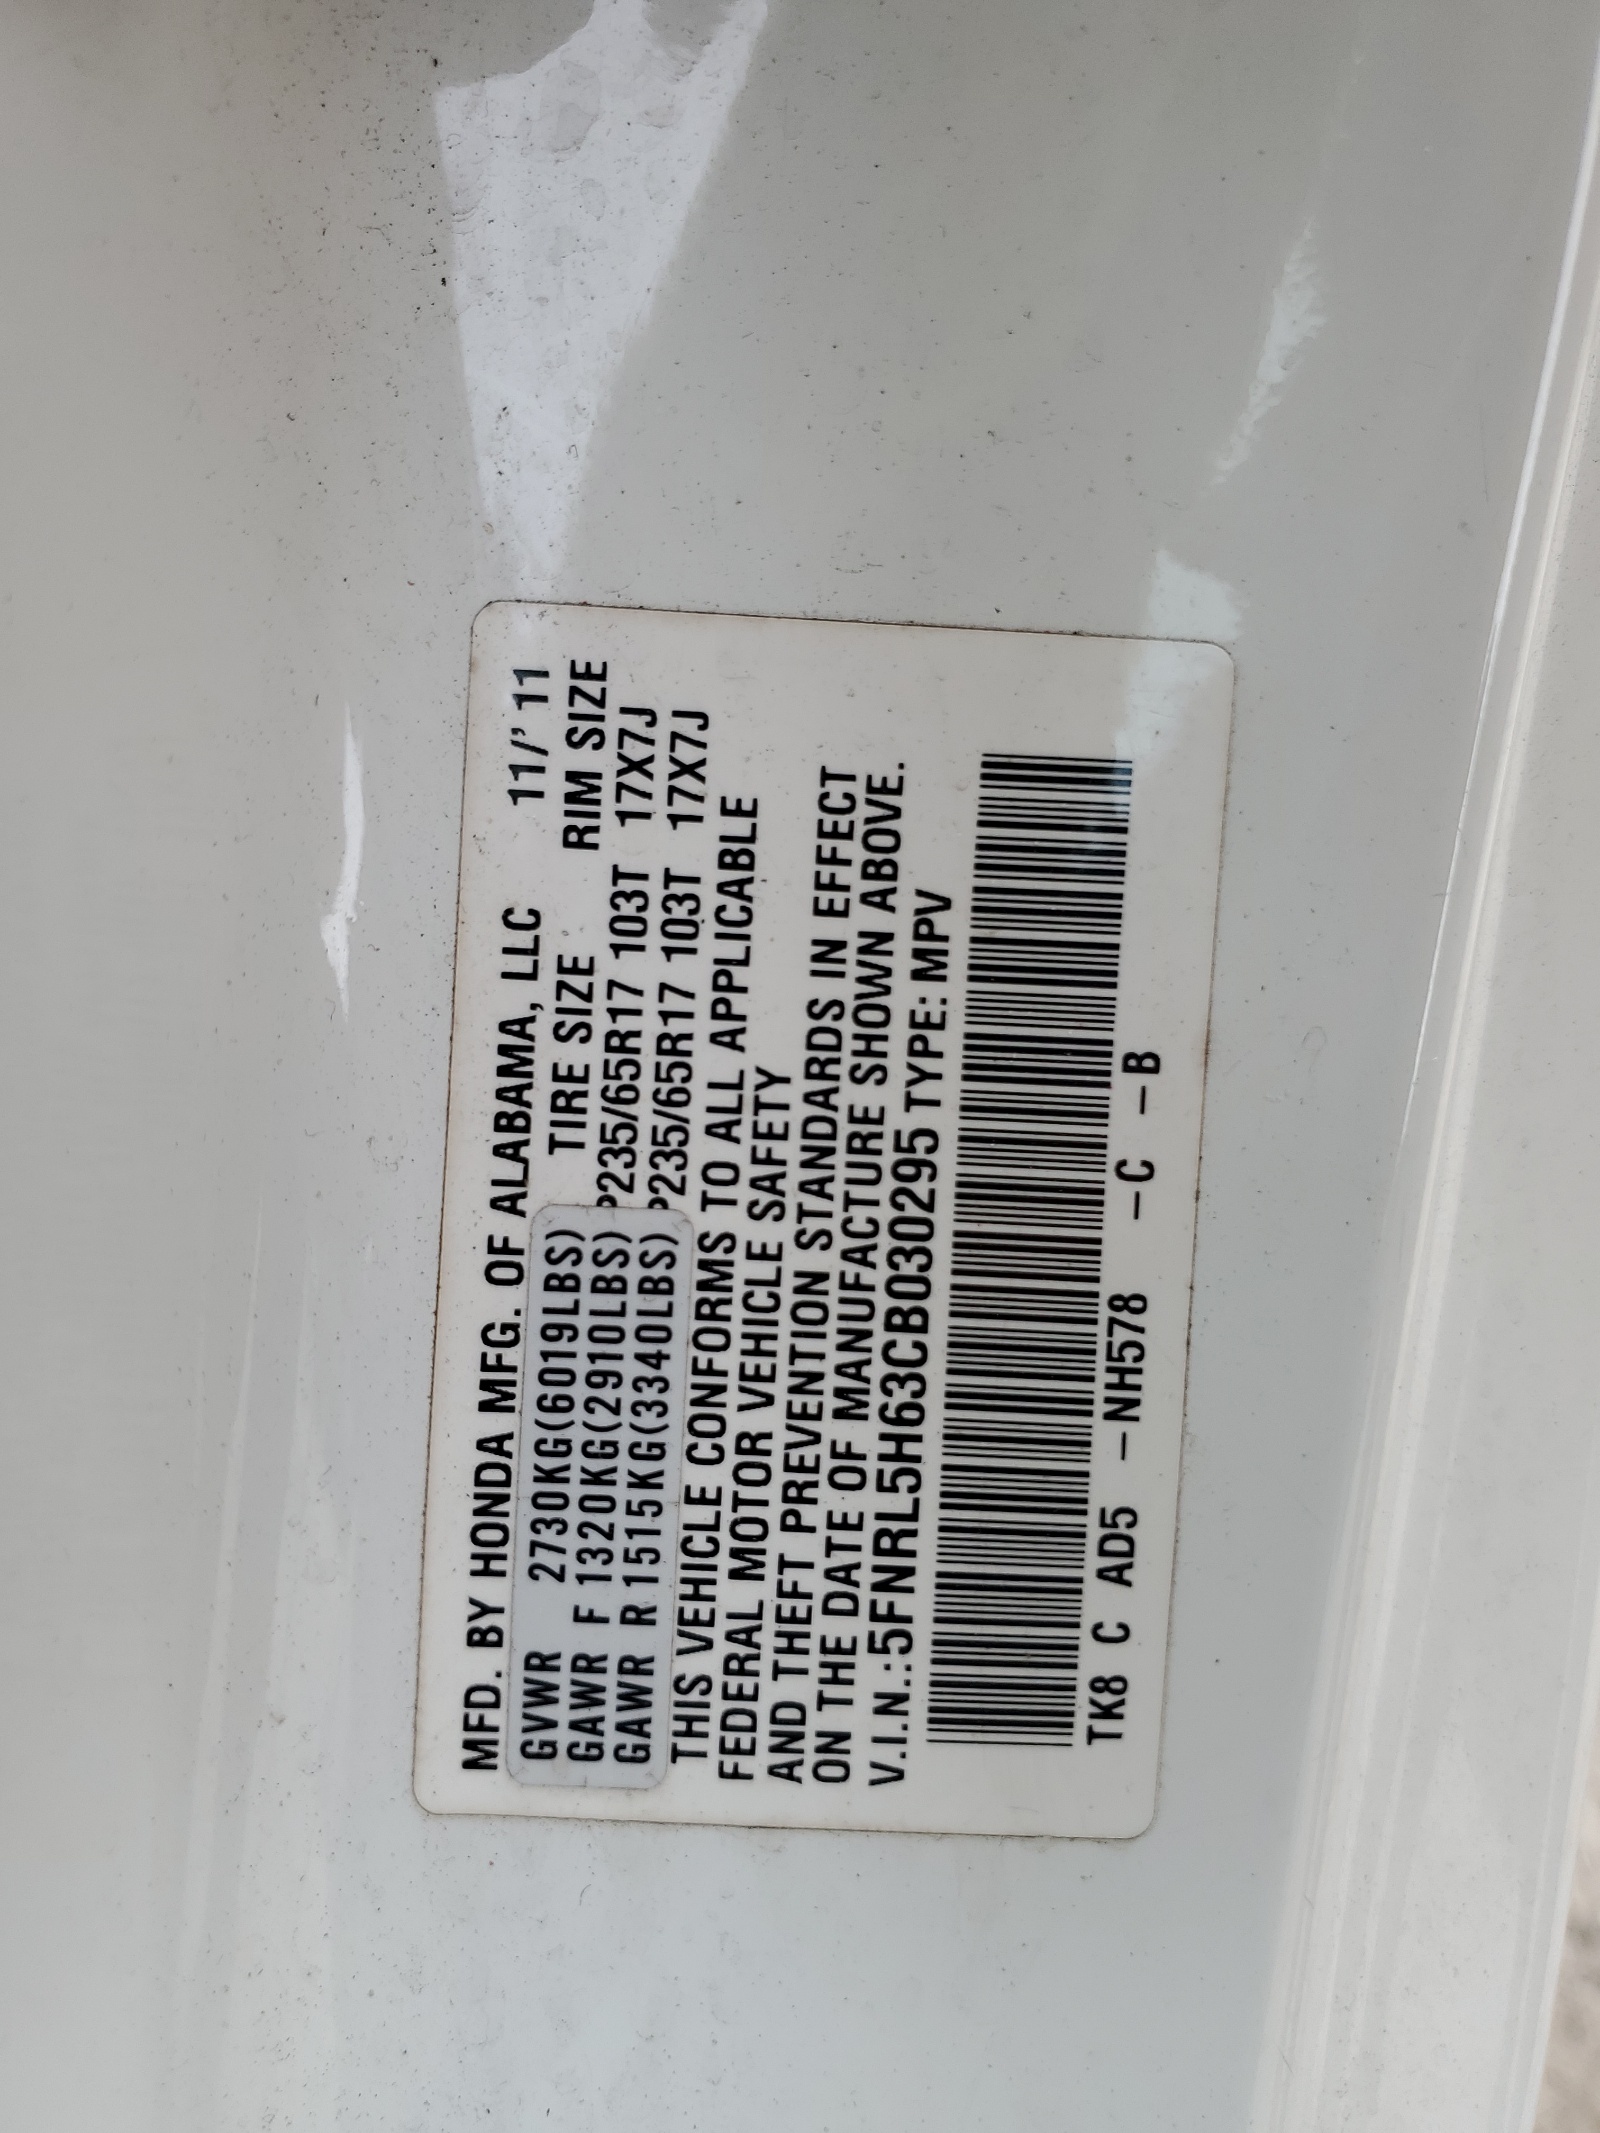 MFD. BY HONDA MFG. OF ALABAMA, LLC 11/' 11
TIRE SIZE RIM SIZE
GVWR 2730KG(6019LBS)
GAWR F 1320KG(2910LBS) P235/65R17 103T 17X7J
GAWR R 1515KG(3340LBS) P235/65R17 103T 17X7J
THIS VEHICLE CONFORMS TO ALL APPLICABLE
FEDERAL MOTOR VEHICLE SAFETY
AND THEFT PREVENTION STANDARDS IN EFFECT
ON THE DATE OF MANUFACTURE SHOWN ABOVE.
V.I.N.:5FNRL5H63CB030295 TYPE: MPV
TK8 C AD5 –NH578 –C –B